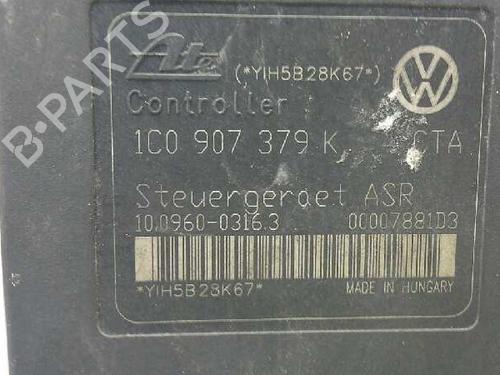 B-PARTS
Ate (*YIH5B28K67*)
Controller
1C0 907 379 K CTA
Steuergeraet ASR
10.0960-0316.3 00007881D3
*YIH5B28K67* MADE IN HUNGARY